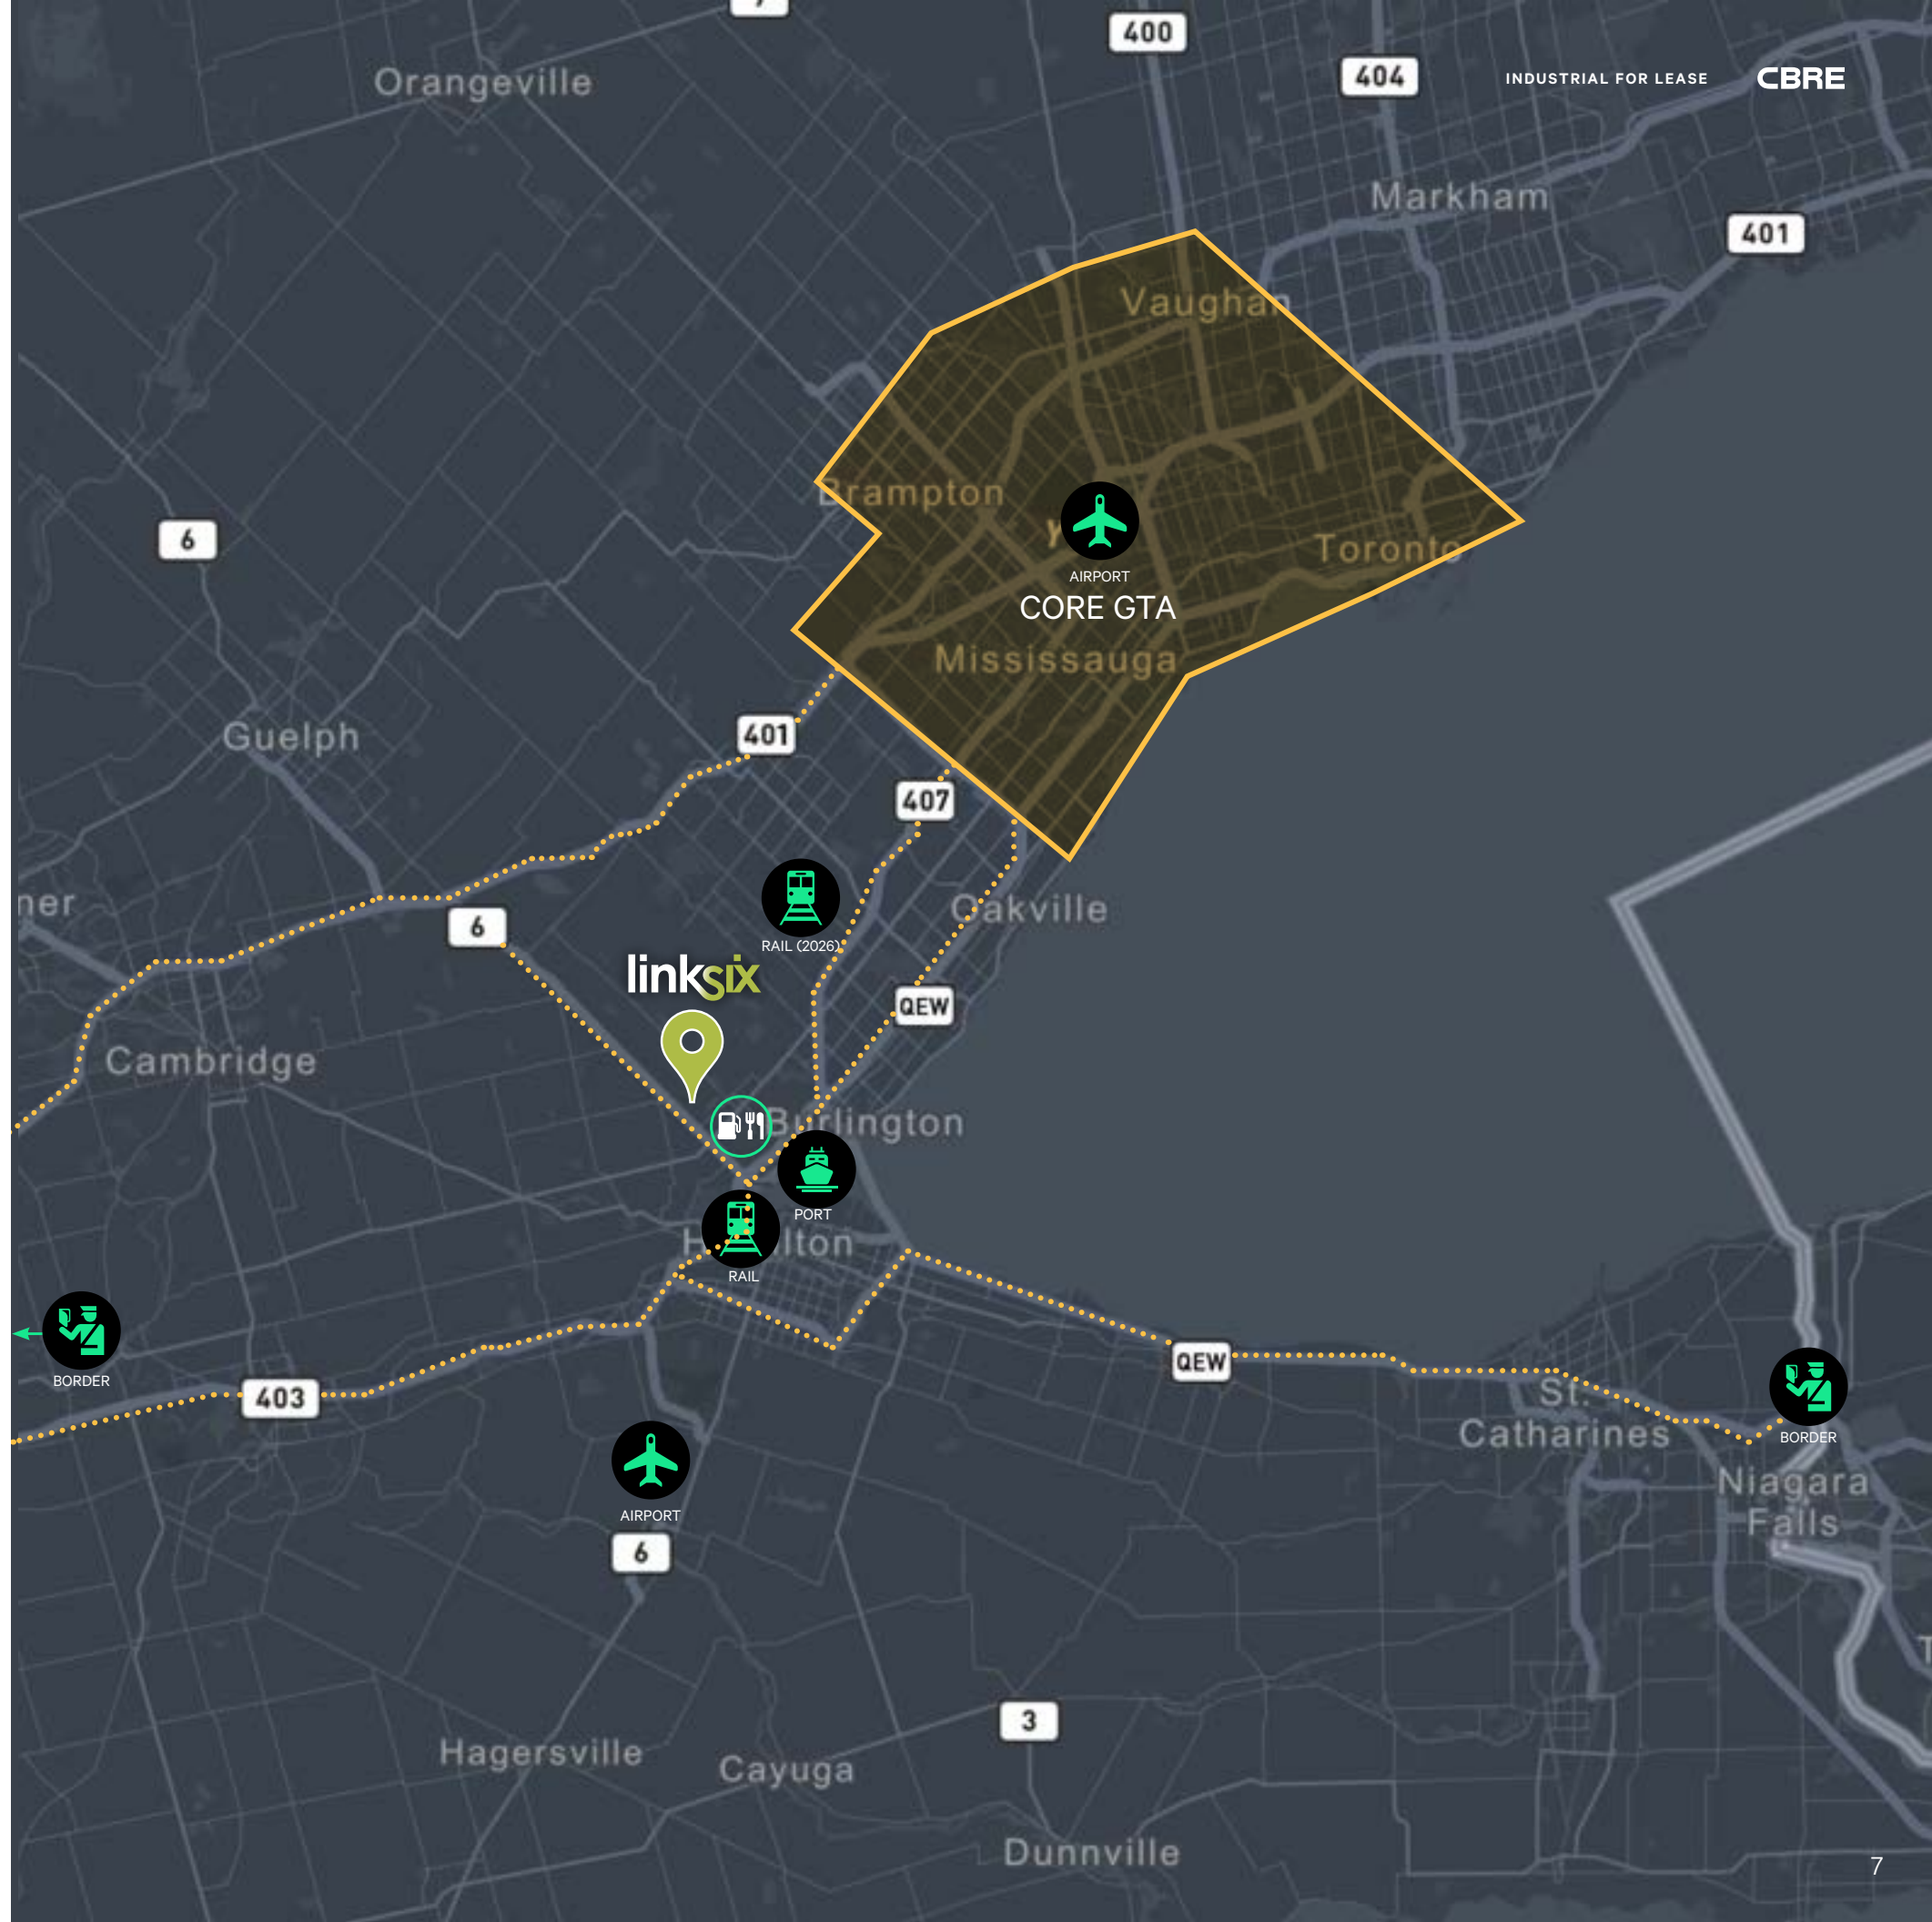 400
404
INDUSTRIAL FOR LEASE
CBRE
Orangeville
Markham
401
Vaughan
Brampton
6
Toronto
AIRPORT
CORE GTA
Mississauga
401
Guelph
407
ner
6
Oakville
RAIL (2026)
linksix
QEW
Cambridge
Burlington
PORT
RAIL
BORDER
QEW
403
St.
Catharines
BORDER
AIRPORT
Niagara
Falls
6
3
Hagersville
Cayuga
Dunnville
7